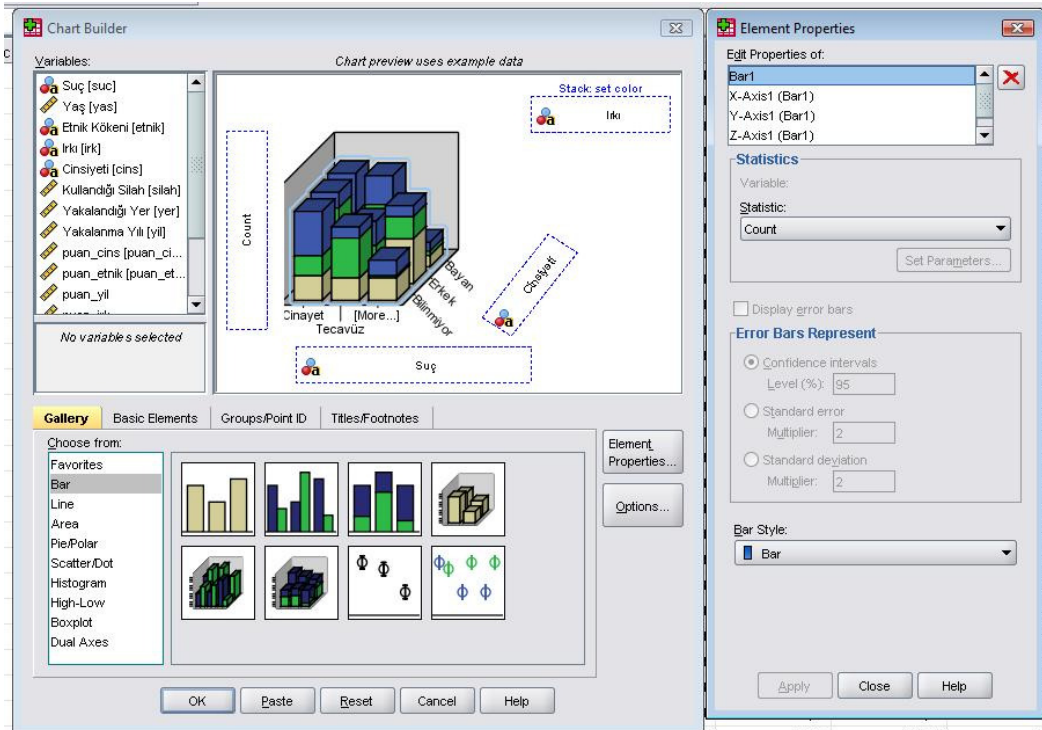 Chart Builder
Variables:
Chart preview uses example data
Suç [suc]
Yaş [yas]
Etnik Kökeni [etnik]
Irkı [irk]
Cinsiyeti [cins]
Kullandığı Silah [silah]
Yakalandığı Yer [yer]
Yakalanma Yılı [yil]
puan_cins [puan_ci...
puan_etnik [puan_et...
puan_yil
No variables selected
Stack: set color
Irkı
Count
Cinsiyeti
Bayan
Erkek
Bilinmiyor
Cinayet
[More...]
Tecavüz
Suç
Gallery
Basic Elements
Groups/Point ID
Titles/Footnotes
Choose from:
Favorites
Bar
Line
Area
Pie/Polar
Scatter/Dot
Histogram
High-Low
Boxplot
Dual Axes
Element
Properties...
Options...
OK
Paste
Reset
Cancel
Help
Element Properties
Edit Properties of:
Bar1
X-Axis1 (Bar1)
Y-Axis1 (Bar1)
Z-Axis1 (Bar1)
Statistics
Variable:
Statistic:
Count
Set Parameters...
Display error bars
Error Bars Represent
Confidence intervals
Level (%): 95
Standard error
Multiplier: 2
Standard deviation
Multiplier: 2
Bar Style:
Bar
Apply
Close
Help